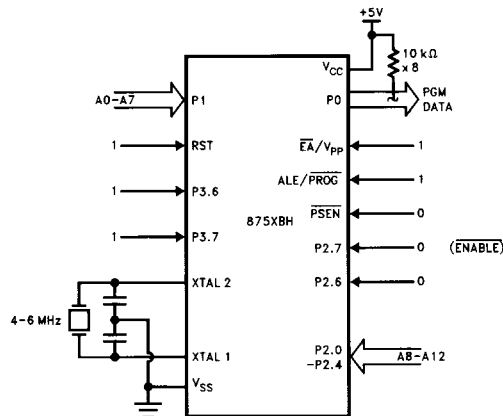 +5V
10 kΩ
x 8
VCC
A0-A7
P1
P0
PGM
DATA
1
RST
EA/VPP
1
ALE/PROG
1
1
P3.6
875XBH
PSEN
0
1
P3.7
P2.7
0
(ENABLE)
XTAL 2
P2.6
0
4-6 MHz
XTAL 1
P2.0
-P2.4
A8-A12
VSS